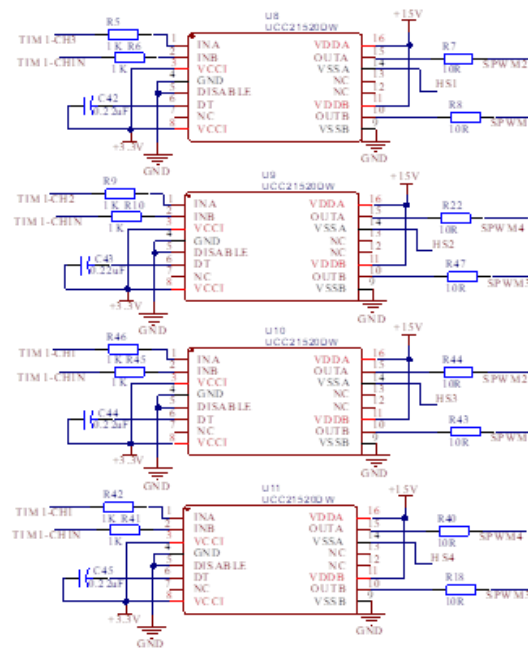 U8
UCC21520DW
+15V
TIM1-CH3 R5 1K 1 INA VDDA 16
TIM1-CHIN R6 1K 2 INB OUTA 15 R7 10R SPWM2
3 VCCI VSSA 14 HS1
4 GND NC 13
5 DISABLE NC 12
C42 0.22uF 6 DT VDDB 11
7 NC OUTB 10 R8 10R SPWM
8 VCCI VSSB 9
+3.3V
GND
GND
U9
UCC21520DW
+15V
TIM1-CH2 R9 1K 1 INA VDDA 16
TIM1-CHIN R10 1K 2 INB OUTA 15 R22 10R SPWM4
3 VCCI VSSA 14 HS2
4 GND NC 13
5 DISABLE NC 12
C43 0.22uF 6 DT VDDB 11
7 NC OUTB 10 R47 10R SPWM3
8 VCCI VSSB 9
+3.3V
GND
GND
U10
UCC21520DW
+15V
TIM1-CH1 R46 1K 1 INA VDDA 16
TIM1-CHIN R45 1K 2 INB OUTA 15 R44 10R SPWM2
3 VCCI VSSA 14 HS3
4 GND NC 13
5 DISABLE NC 12
C44 0.22uF 6 DT VDDB 11
7 NC OUTB 10 R43 10R SPWM
8 VCCI VSSB 9
+3.3V
GND
GND
U11
UCC21520DW
+15V
TIM1-CH1 R42 1K 1 INA VDDA 16
TIM1-CHIN R41 1K 2 INB OUTA 15 R40 10R SPWM4
3 VCCI VSSA 14 HS4
4 GND NC 13
5 DISABLE NC 12
C45 0.22uF 6 DT VDDB 11
7 NC OUTB 10 R18 10R SPWM3
8 VCCI VSSB 9
+3.3V
GND
GND